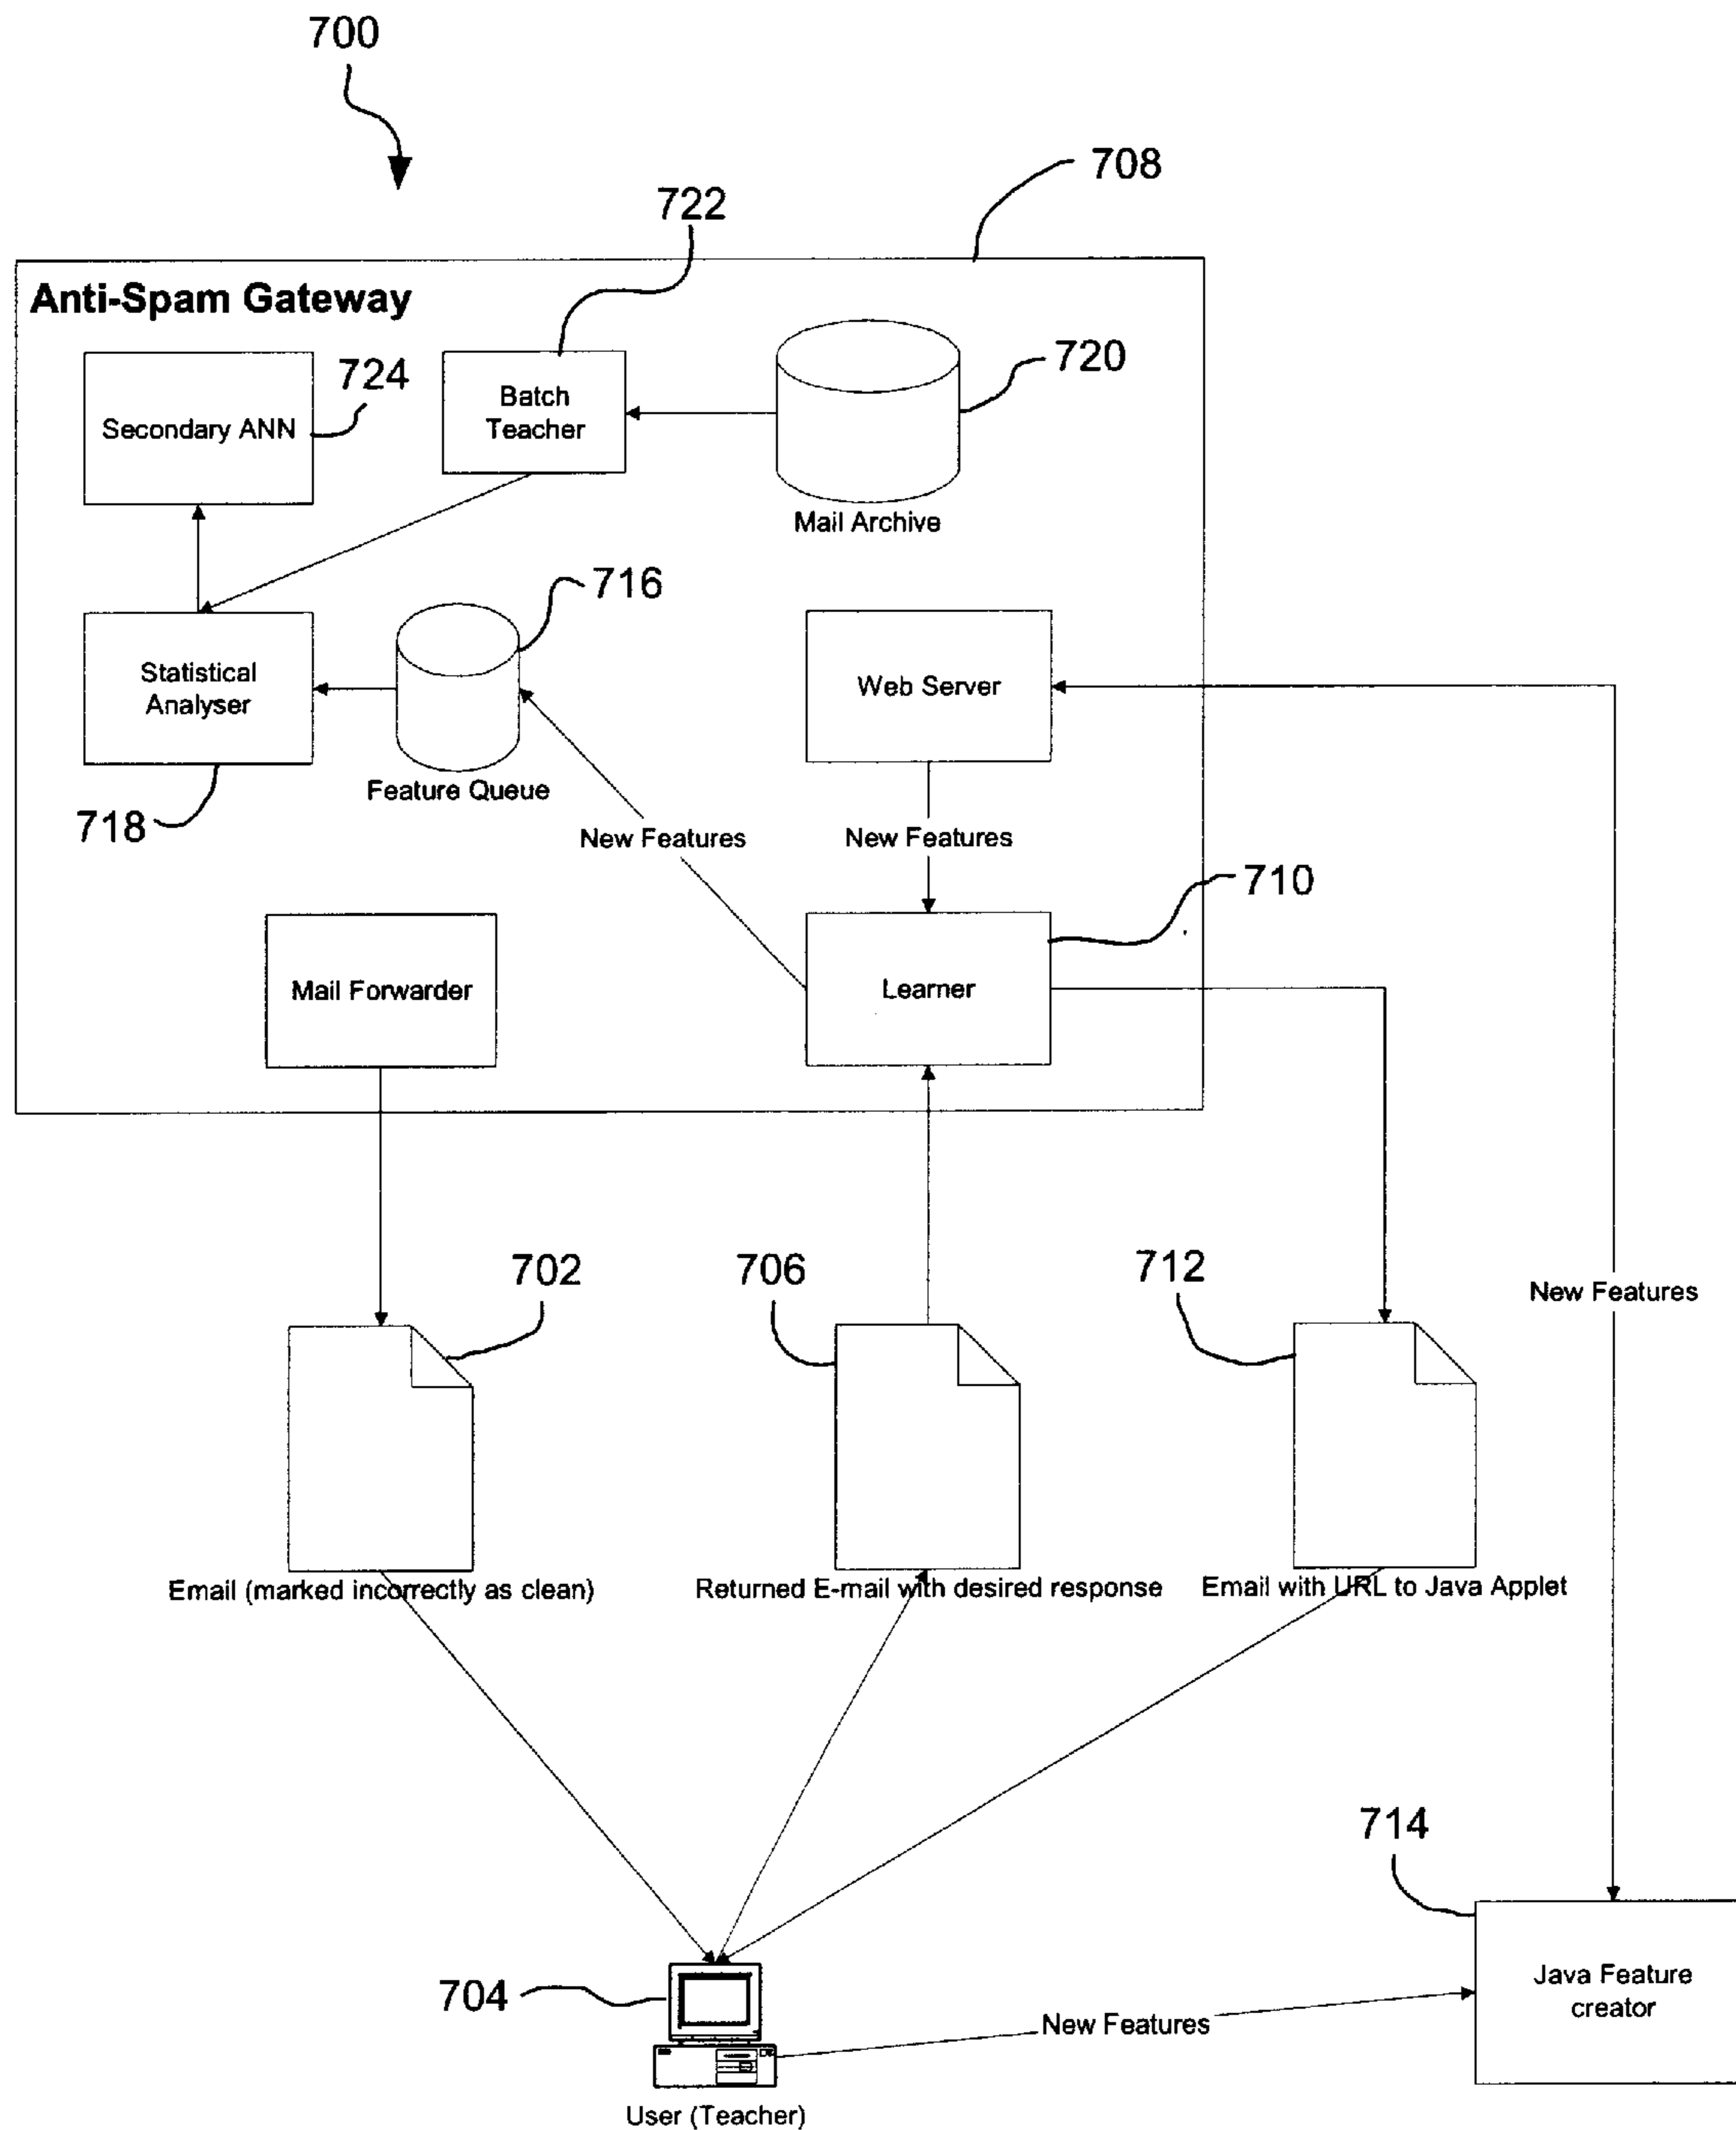 700
708
722
Anti-Spam Gateway
724
720
Batch
Teacher
Secondary ANN
Mail Archive
716
Statistical
Analyser
Web Server
Feature Queue
718
New Features
New Features
710
Mail Forwarder
Learner
702
706
712
New Features
Email (marked incorrectly as clean)
Returned E-mail with desired response
Email with URL to Java Applet
714
704
Java Feature
creator
New Features
User (Teacher)